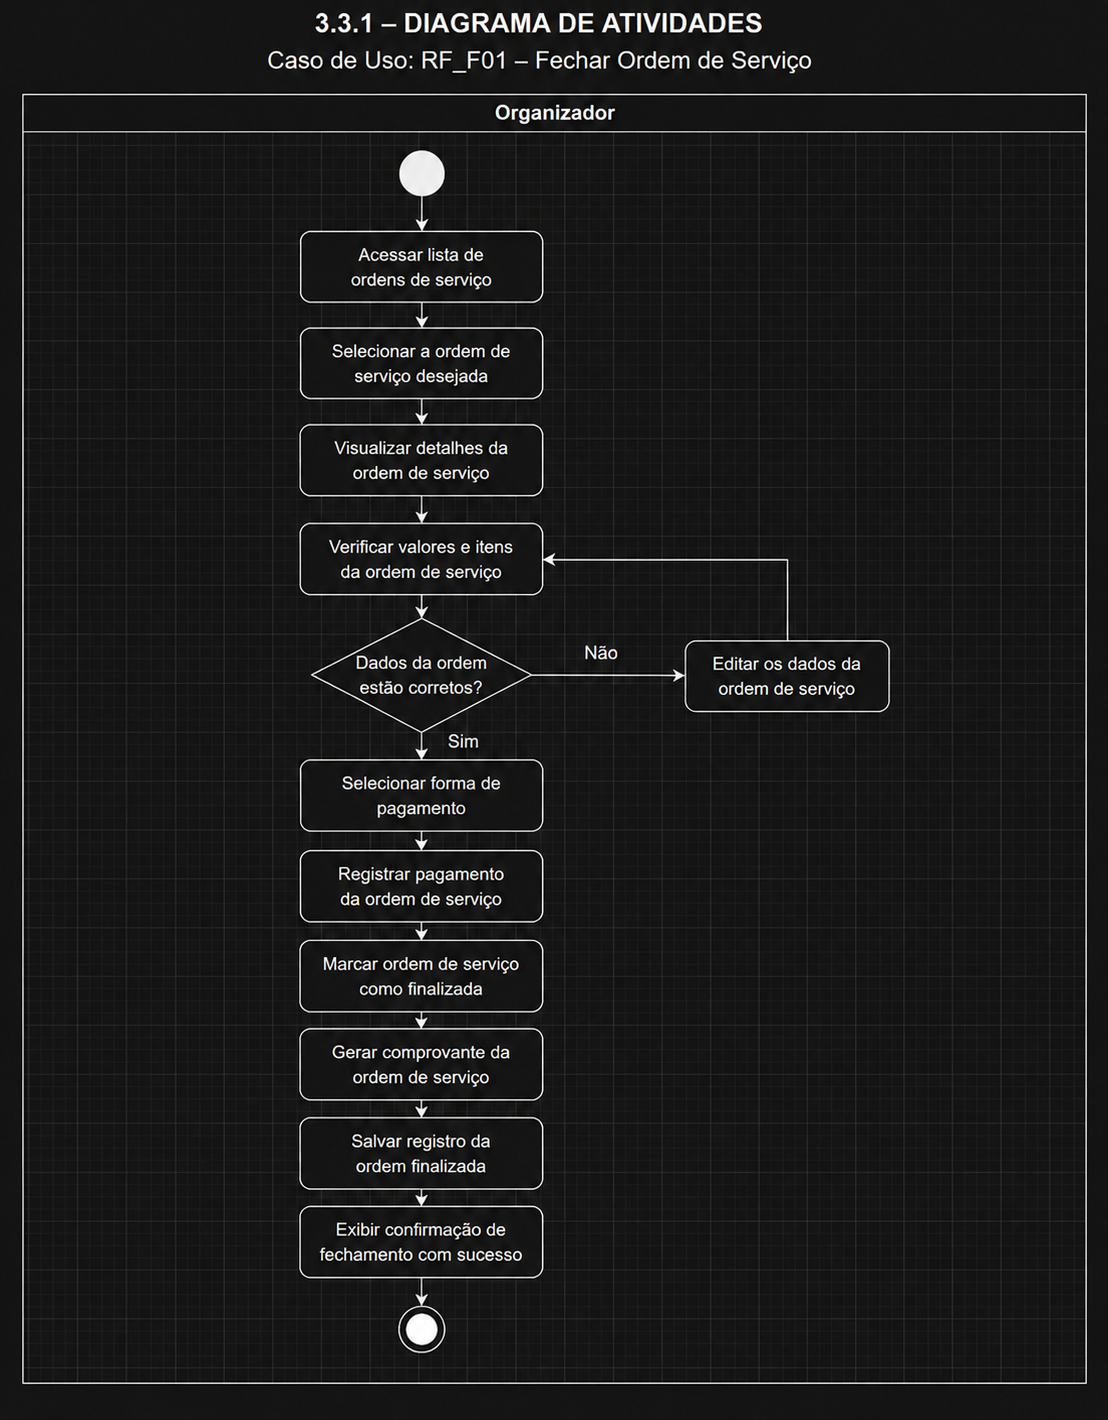 3.3.1 – DIAGRAMA DE ATIVIDADES
Caso de Uso: RF_F01 – Fechar Ordem de Serviço
Organizador
Acessar lista de
ordens de serviço
Selecionar a ordem de
serviço desejada
Visualizar detalhes da
ordem de serviço
Verificar valores e itens
da ordem de serviço
Dados da ordem
estão corretos?
Não
Editar os dados da
ordem de serviço
Sim
Selecionar forma de
pagamento
Registrar pagamento
da ordem de serviço
Marcar ordem de serviço
como finalizada
Gerar comprovante da
ordem de serviço
Salvar registro da
ordem finalizada
Exibir confirmação de
fechamento com sucesso